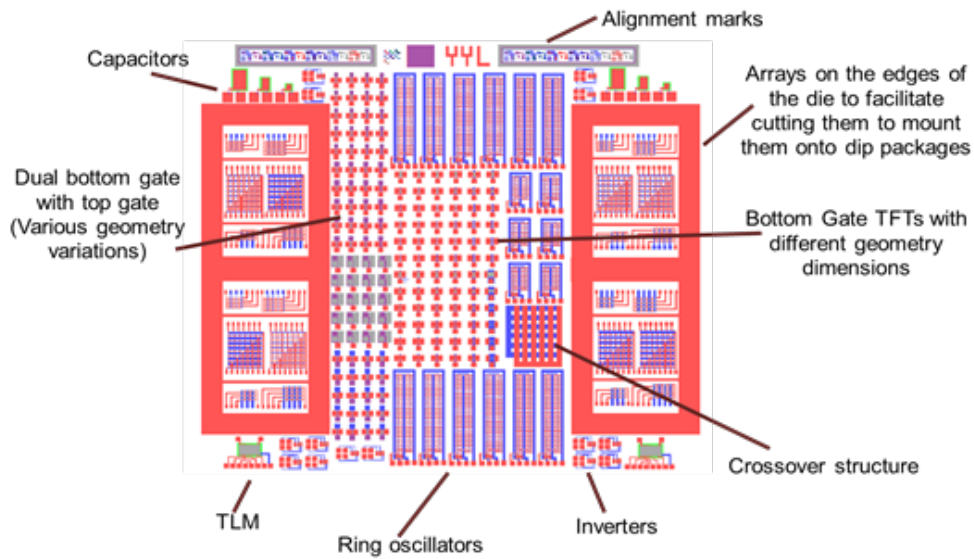 Alignment marks
Capacitors
YYL
Arrays on the edges of
the die to facilitate
cutting them to mount
them onto dip packages
Dual bottom gate
with top gate
(Various geometry
variations)
Bottom Gate TFTs with
different geometry
dimensions
Crossover structure
TLM
Inverters
Ring oscillators